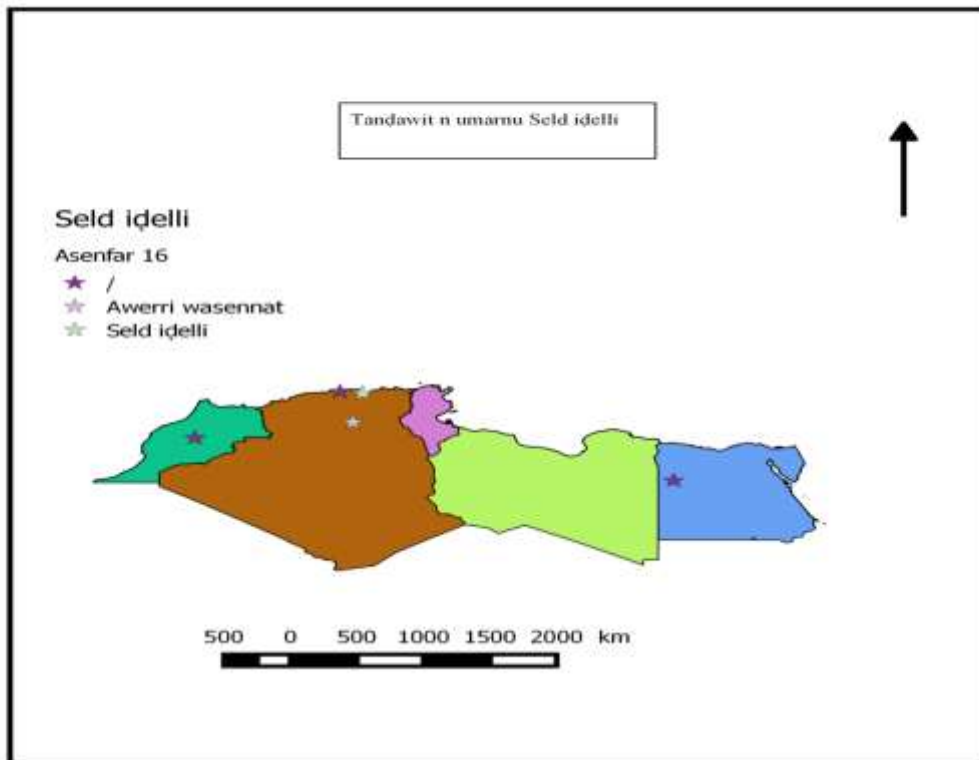 Tanḍawit n umarnu Seld iḍelli
Seld iḍelli
Asenfar 16
/
Awerri wasennat
Seld iḍelli
500 0 500 1000 1500 2000 km